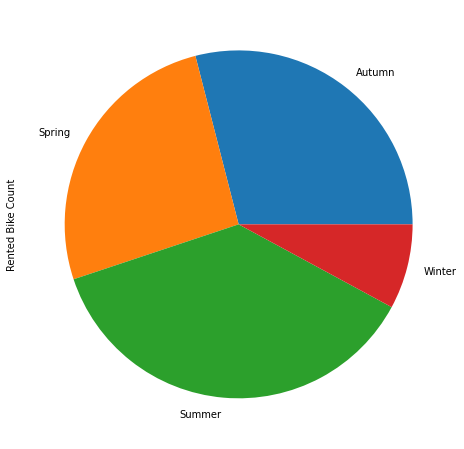 Autumn
Spring
Rented Bike Count
Winter
Summer